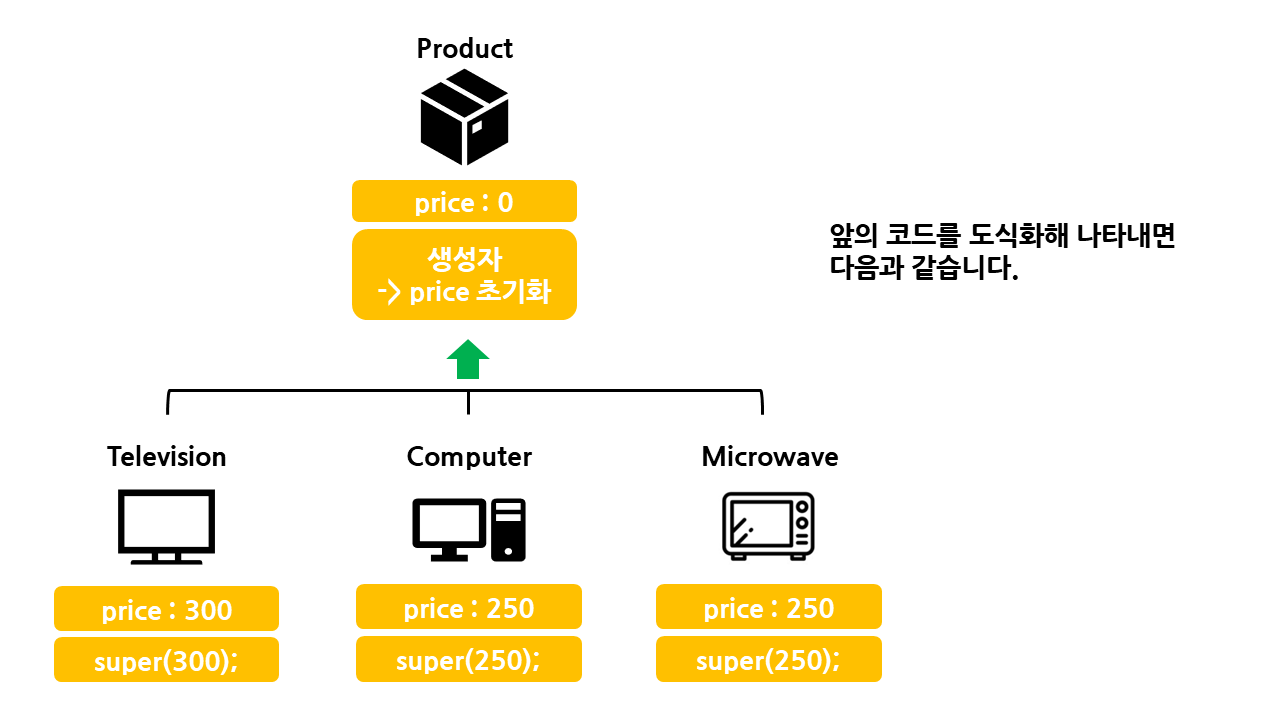 Product
price : 0
생성자
-> price 초기화
앞의 코드를 도식화해 나타내면
다음과 같습니다.
Television
Computer
Microwave
price : 300
price : 250
price : 250
super(300);
super(250);
super(250);